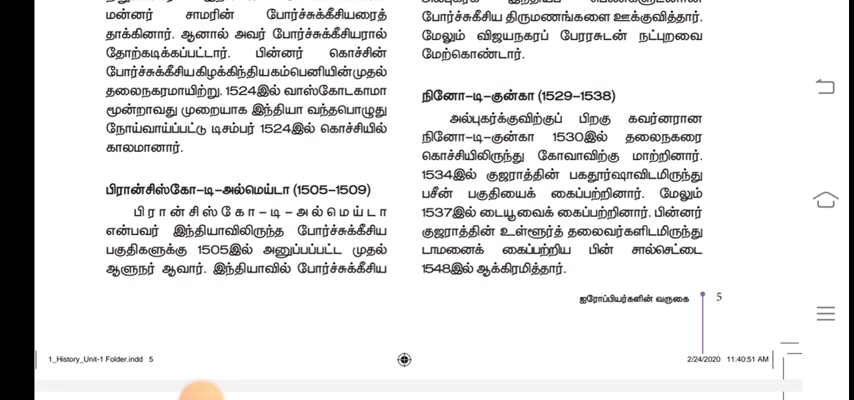 மன்னர் சாமரின் போர்ச்சுக்கீசியரைத்
தாக்கினார். ஆனால் அவர் போர்ச்சுக்கீசியரால்
தோற்கடிக்கப்பட்டார். பின்னர் கொச்சின்
போர்ச்சுக்கீசியகிழக்கிந்தியகம்பெனியின்முதல்
தலைநகரமாயிற்று. 1524இல் வாஸ்கோடகாமா
மூன்றாவது முறையாக இந்தியா வந்தபொழுது
நோய்வாய்ப்பட்டு டிசம்பர் 1524இல் கொச்சியில்
காலமானார்.
பிரான்சிஸ்கோ-டி-அல்மெய்டா (1505-1509)
பிரான்சிஸ்கோ-டி-அல்மெய்டா
என்பவர் இந்தியாவிலிருந்த போர்ச்சுக்கீசிய
பகுதிகளுக்கு 1505இல் அனுப்பப்பட்ட முதல்
ஆளுநர் ஆவார். இந்தியாவில் போர்ச்சுக்கீசிய
போர்ச்சுகீசிய திருமணங்களை ஊக்குவித்தார்.
மேலும் விஜயநகரப் பேரரசுடன் நட்புறவை
மேற்கொண்டார்.
நினோ-டி-குன்கா (1529-1538)
அல்புகர்க்குவிற்குப் பிறகு கவர்னரான
நினோ-டி-குன்கா 1530இல் தலைநகரை
கொச்சியிலிருந்து கோவாவிற்கு மாற்றினார்.
1534இல் குஜராத்தின் பகதூர்ஷாவிடமிருந்து
பசீன் பகுதியைக் கைப்பற்றினார். மேலும்
1537இல் டையூவைக் கைப்பற்றினார். பின்னர்
குஜராத்தின் உள்ளூர்த் தலைவர்களிடமிருந்து
டாமனைக் கைப்பற்றிய பின் சால்செட்டை
1548இல் ஆக்கிரமித்தார்.
ஐரோப்பியர்களின் வருகை 5
1_History_Unit-1 Folder.indd 5 2/24/2020 11:40:51 AM